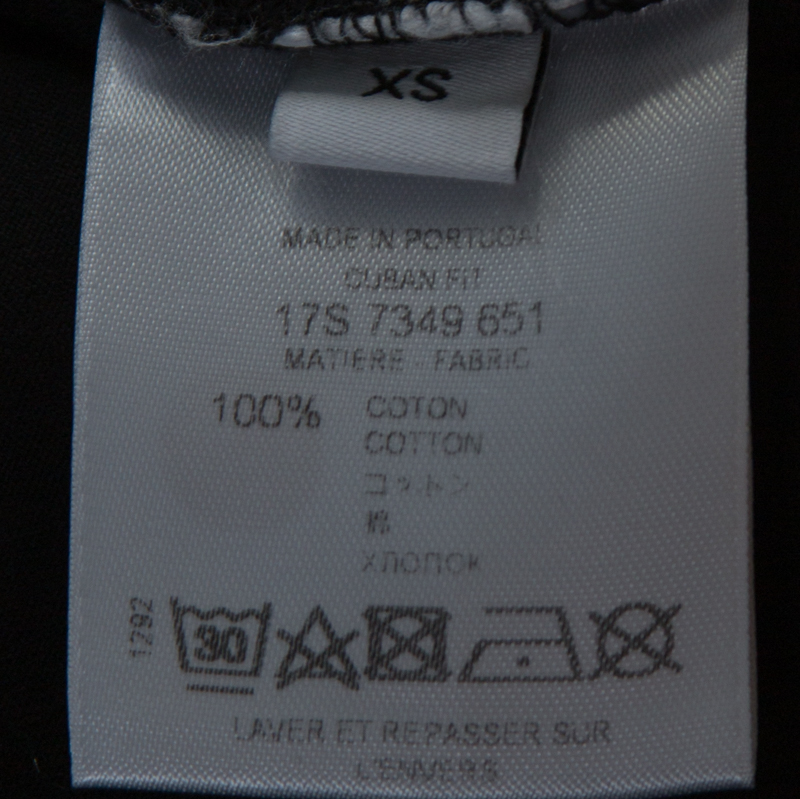 XS
MADE IN PORTUGAL
CUBAN FIT
17S 7349 651
MATIERE - FABRIC
100% COTON
COTTON
コットン
棉
ХЛОПОК
1292
30
LAVER ET REPASSER SUR
L'ENVERS